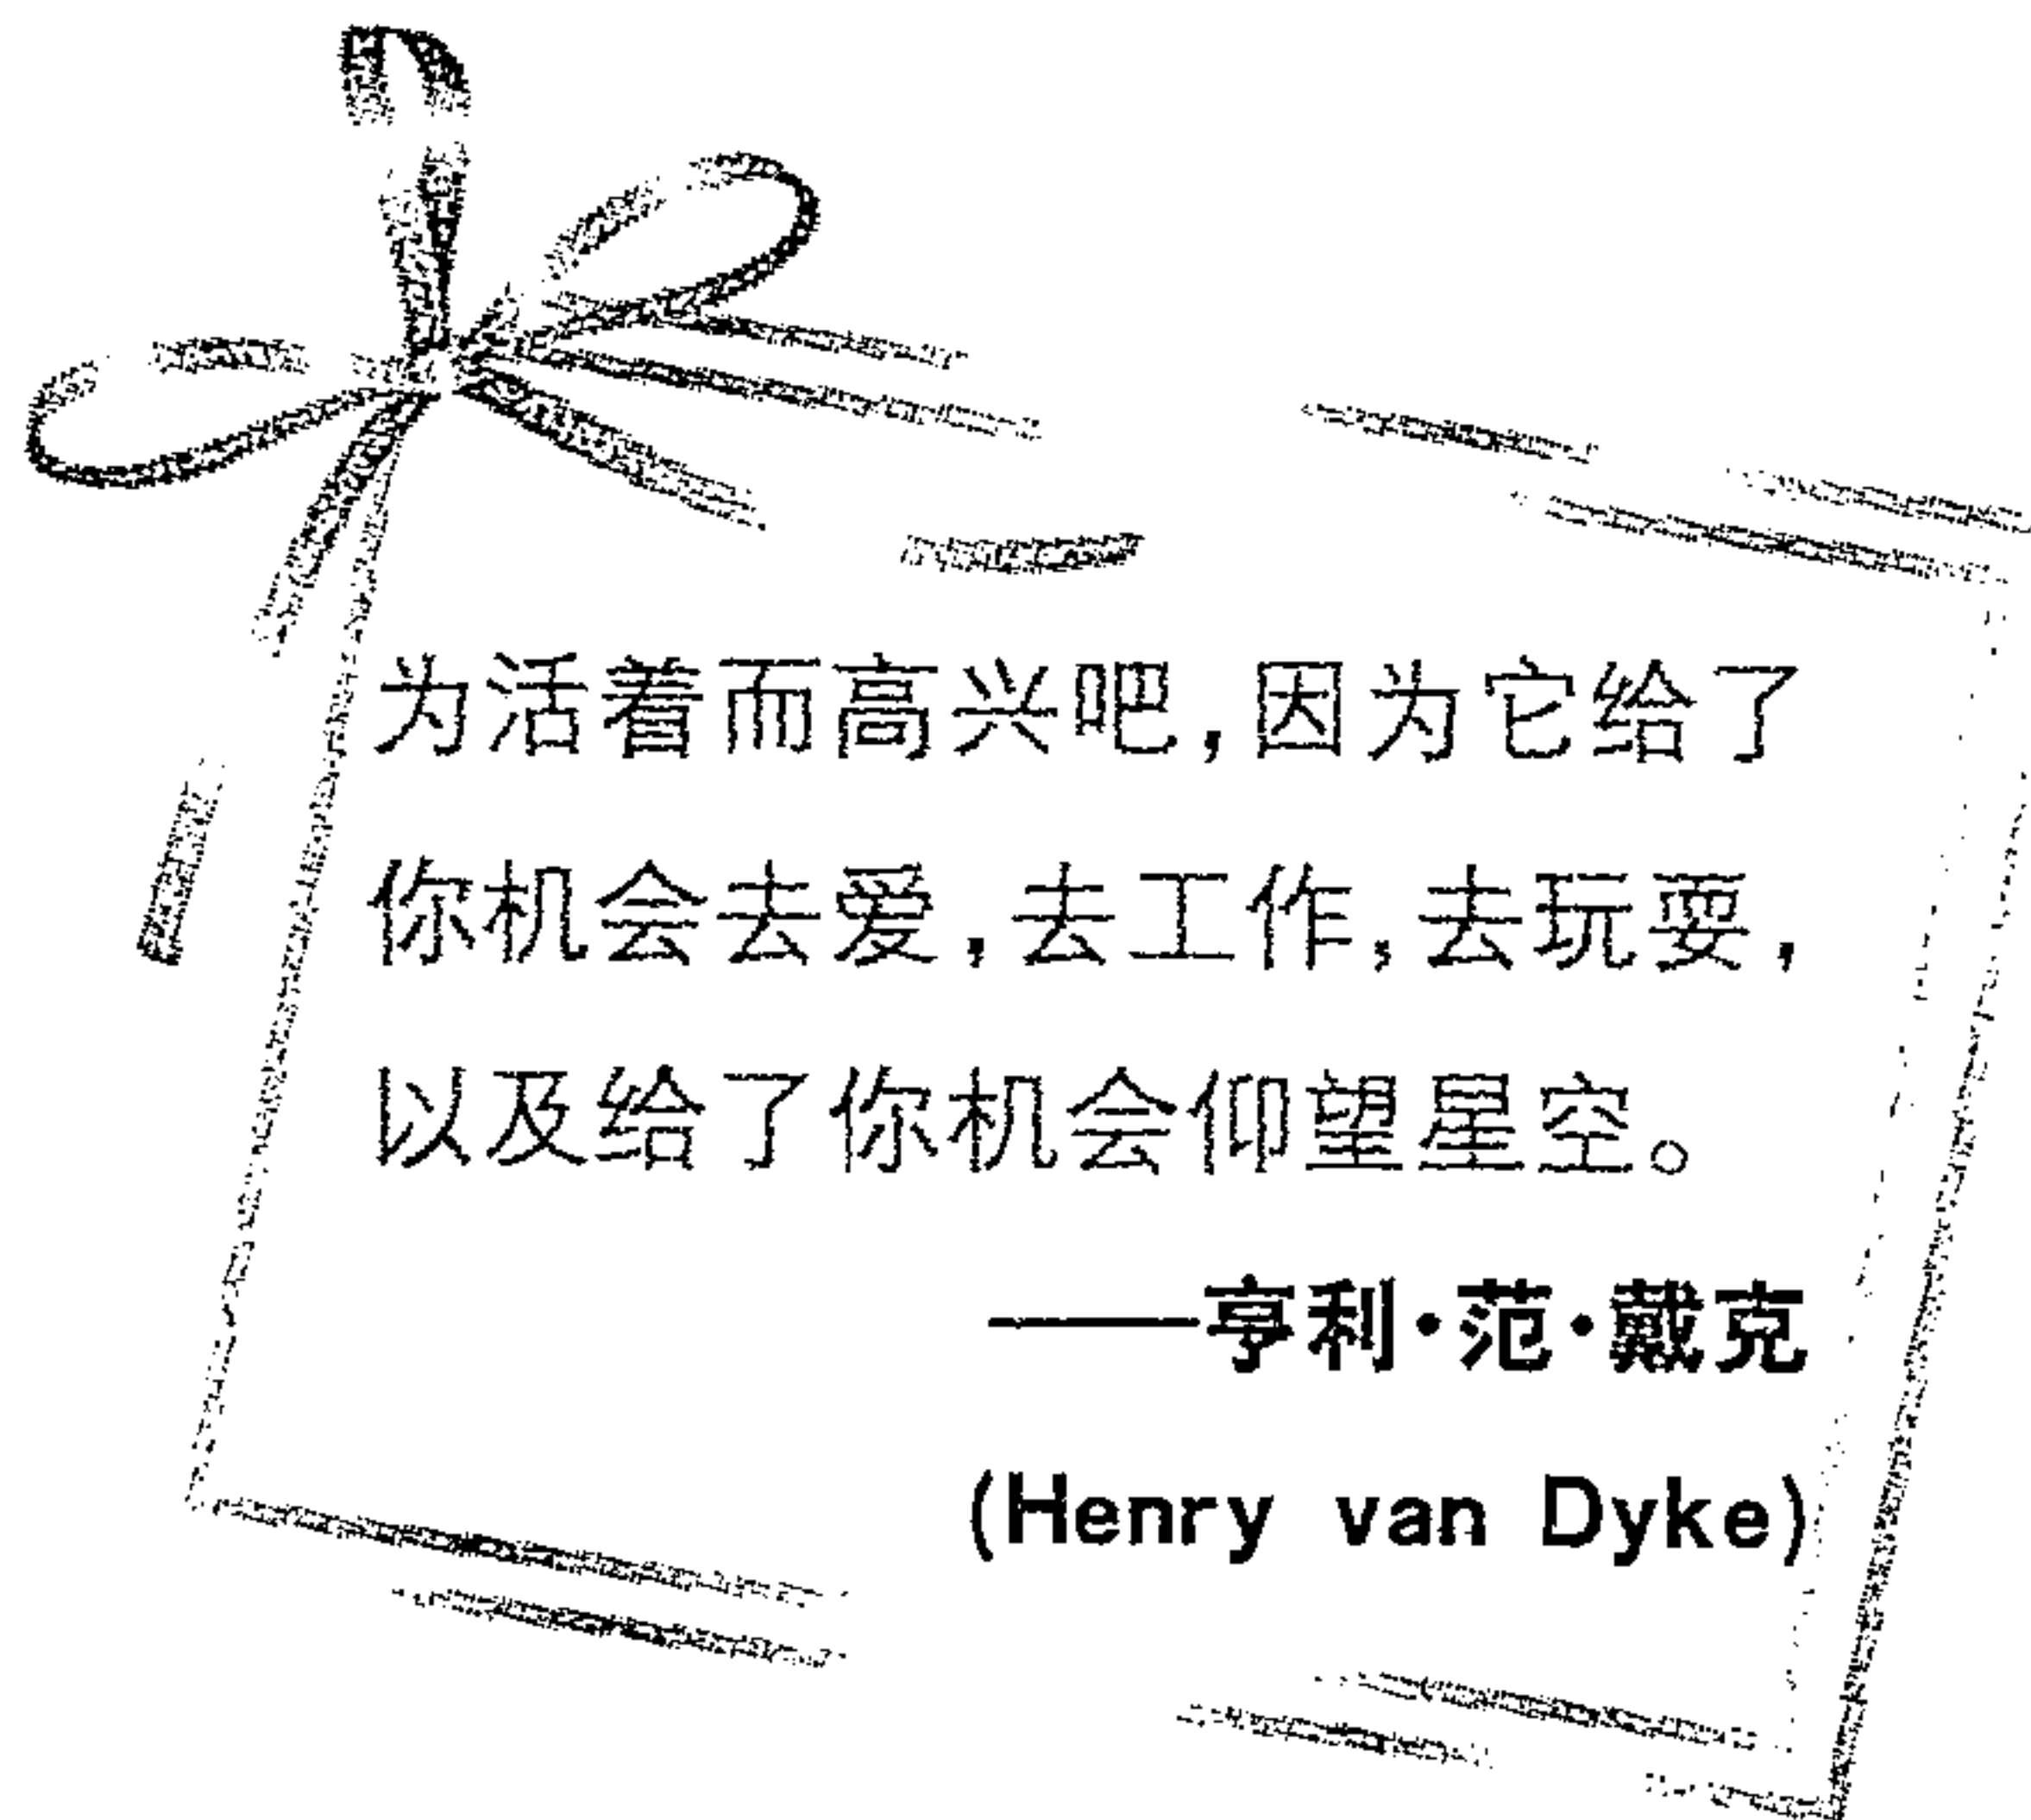 为活着而高兴吧，因为它给了
你机会去爱，去工作，去玩耍，
以及给了你机会仰望星空。
——亨利·范·戴克
(Henry van Dyke)